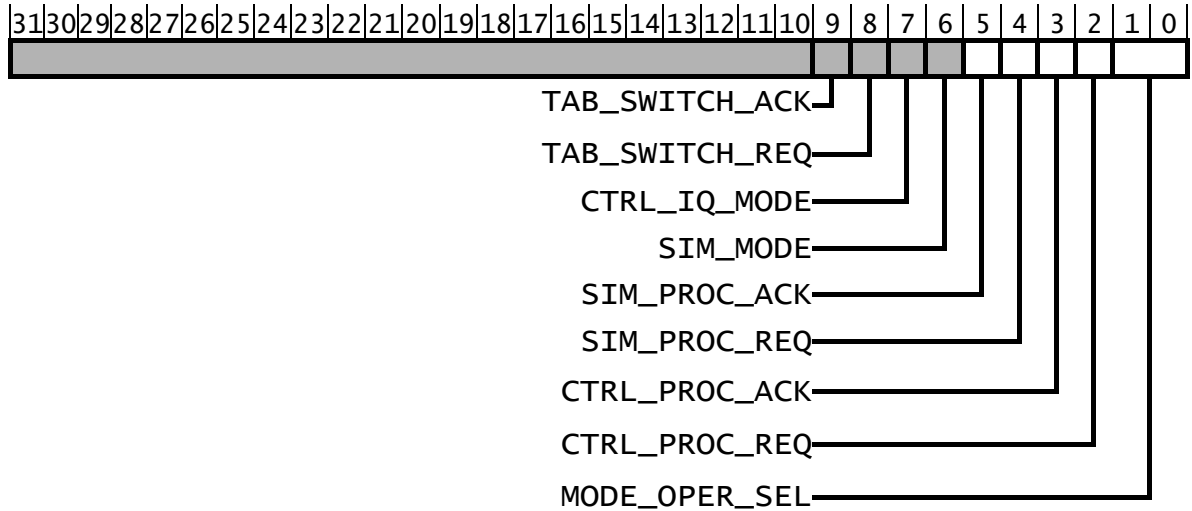 31 30 29 28 27 26 25 24 23 22 21 20 19 18 17 16 15 14 13 12 11 10 9 8 7 6 5 4 3 2 1 0
TAB_SWITCH_ACK
TAB_SWITCH_REQ
CTRL_IQ_MODE
SIM_MODE
SIM_PROC_ACK
SIM_PROC_REQ
CTRL_PROC_ACK
CTRL_PROC_REQ
MODE_OPER_SEL